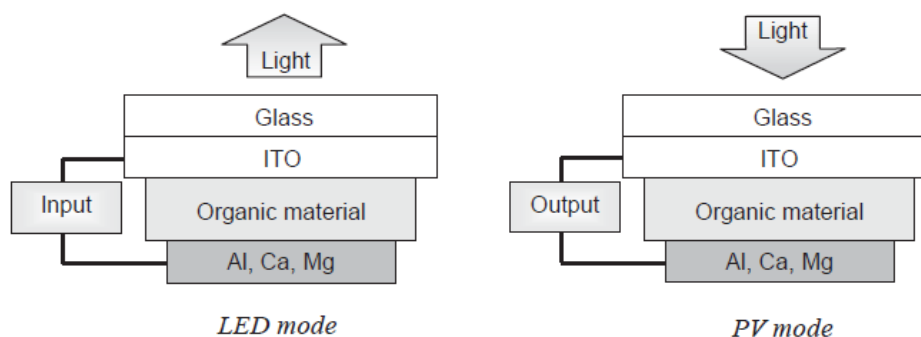 Light
Glass
ITO
Input
Organic material
Al, Ca, Mg
LED mode
Light
Glass
ITO
Output
Organic material
Al, Ca, Mg
PV mode